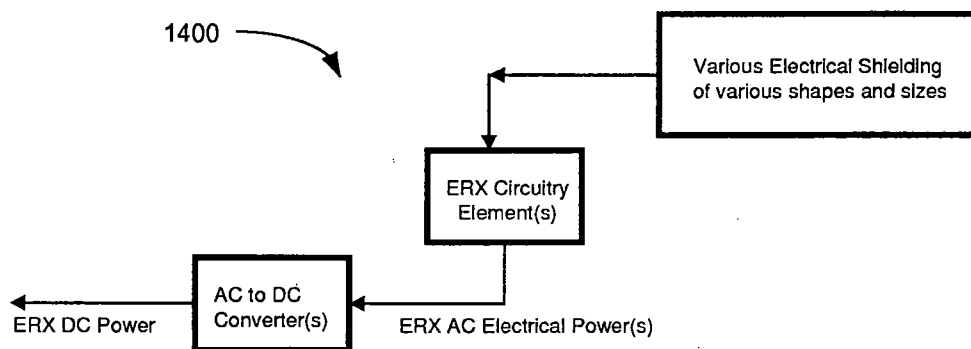 1400
Various Electrical Shielding
of various shapes and sizes
ERX Circuitry
Element(s)
AC to DC
Converter(s)
ERX DC Power
ERX AC Electrical Power(s)